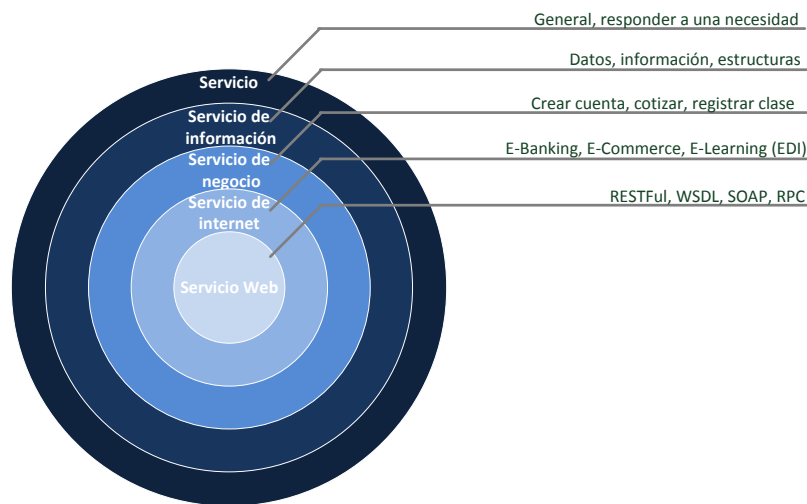 General, responder a una necesidad
Datos, información, estructuras
Servicio
Crear cuenta, cotizar, registrar clase
Servicio de
información
E-Banking, E-Commerce, E-Learning (EDI)
Servicio de
negocio
RESTFul, WSDL, SOAP, RPC
Servicio de
internet
Servicio Web